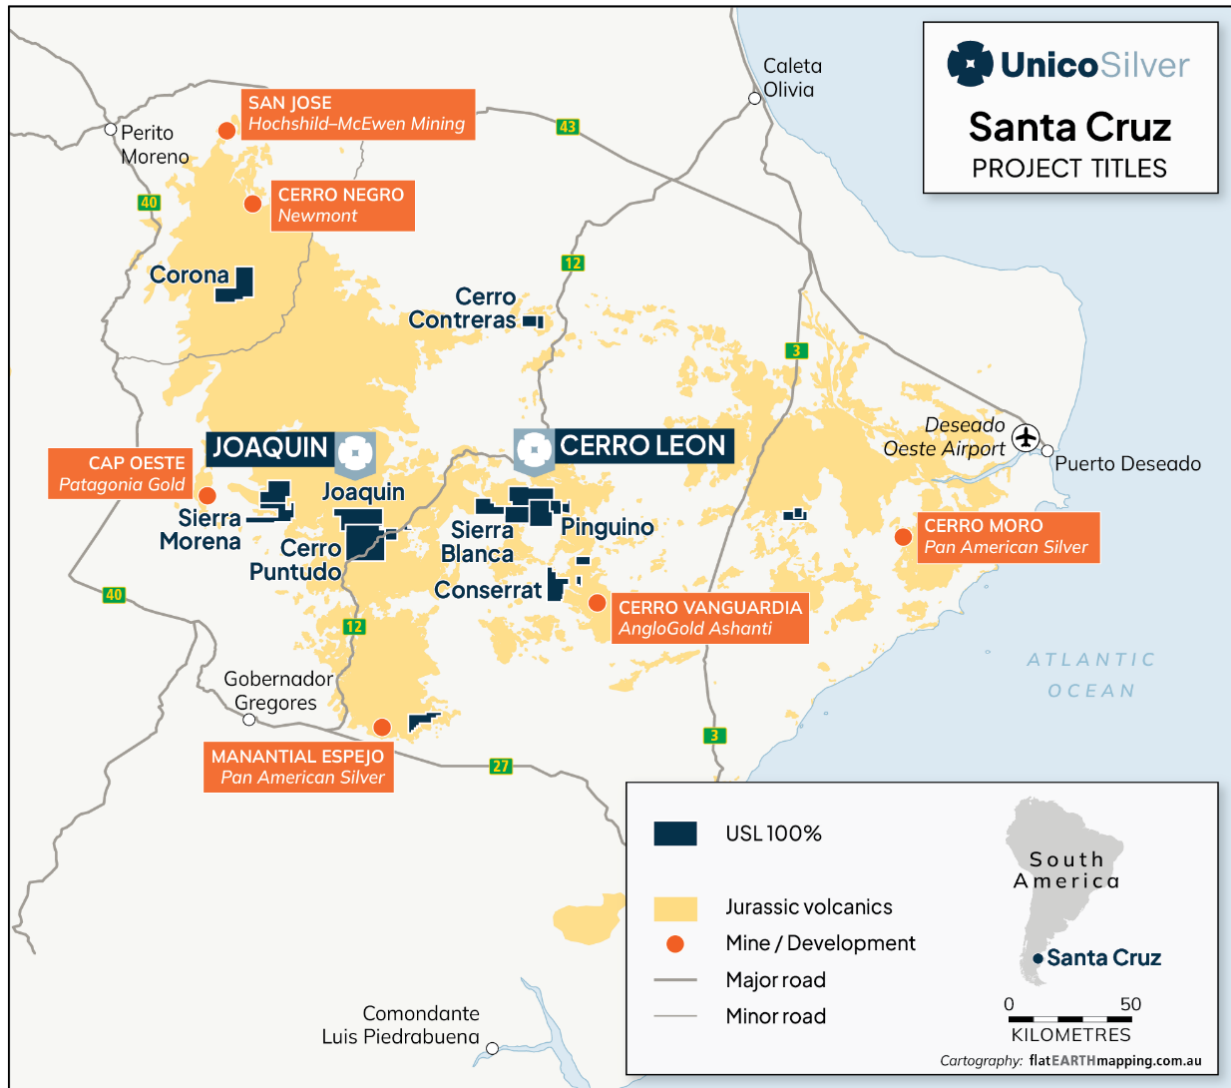 UnicoSilver
Santa Cruz
PROJECT TITLES
Caleta
Olivia
SAN JOSE
Hochshild–McEwen Mining
Perito
Moreno
43
CERRO NEGRO
Newmont
40
12
Corona
Cerro
Contreras
3
Deseado
Oeste Airport
Puerto Deseado
JOAQUIN
CERRO LEON
CAP OESTE
Patagonia Gold
Joaquin
Sierra
Morena
Cerro
Puntudo
Sierra
Blanca
Pinguino
CERRO MORO
Pan American Silver
Conserrat
CERRO VANGUARDIA
AngloGold Ashanti
40
12
ATLANTIC
OCEAN
Gobernador
Gregores
3
MANANTIAL ESPEJO
Pan American Silver
27
USL 100%
Jurassic volcanics
Mine / Development
Major road
Minor road
South
America
Santa Cruz
0 50
KILOMETRES
Cartography: flatEARTHmapping.com.au
Comondante
Luis Piedrabuena